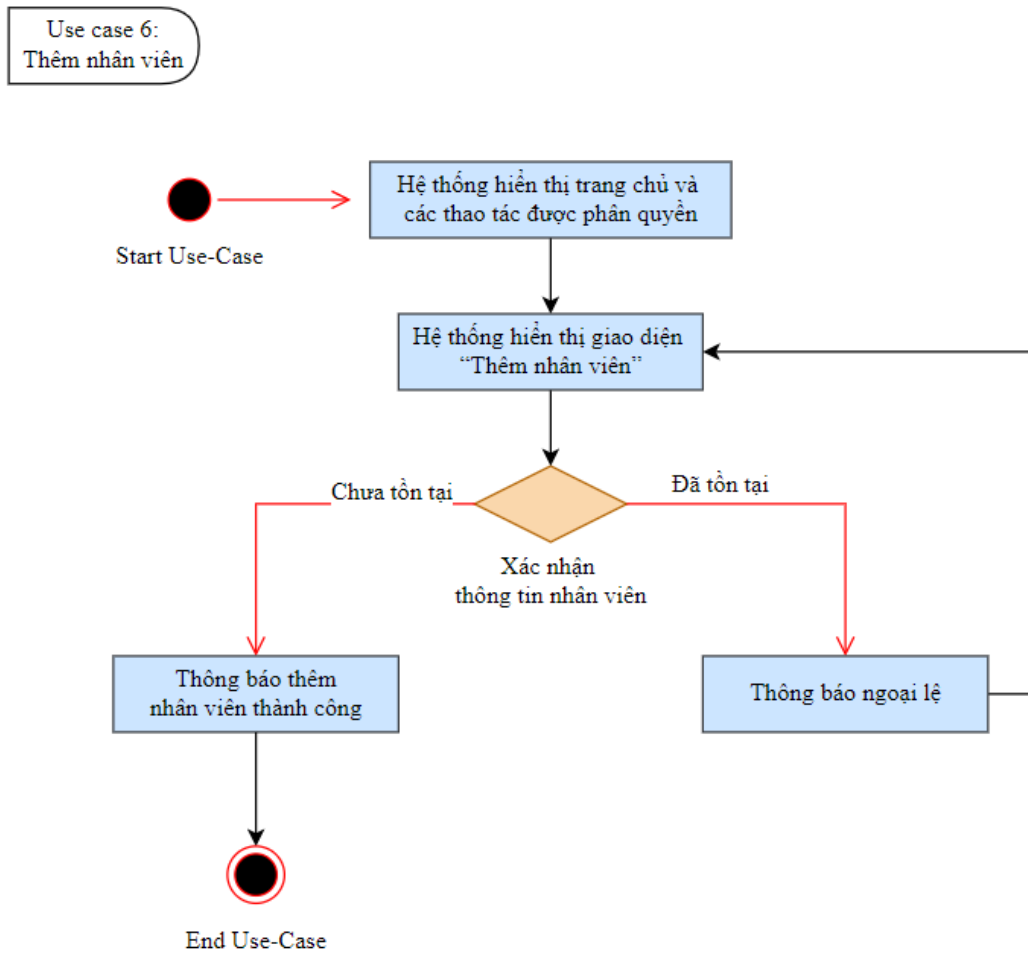 Use case 6:
Thêm nhân viên
Hệ thống hiển thị trang chủ và
các thao tác được phân quyền
Start Use-Case
Hệ thống hiển thị giao diện
“Thêm nhân viên”
Chưa tồn tại
Đã tồn tại
Xác nhận
thông tin nhân viên
Thông báo thêm
nhân viên thành công
Thông báo ngoại lệ
End Use-Case